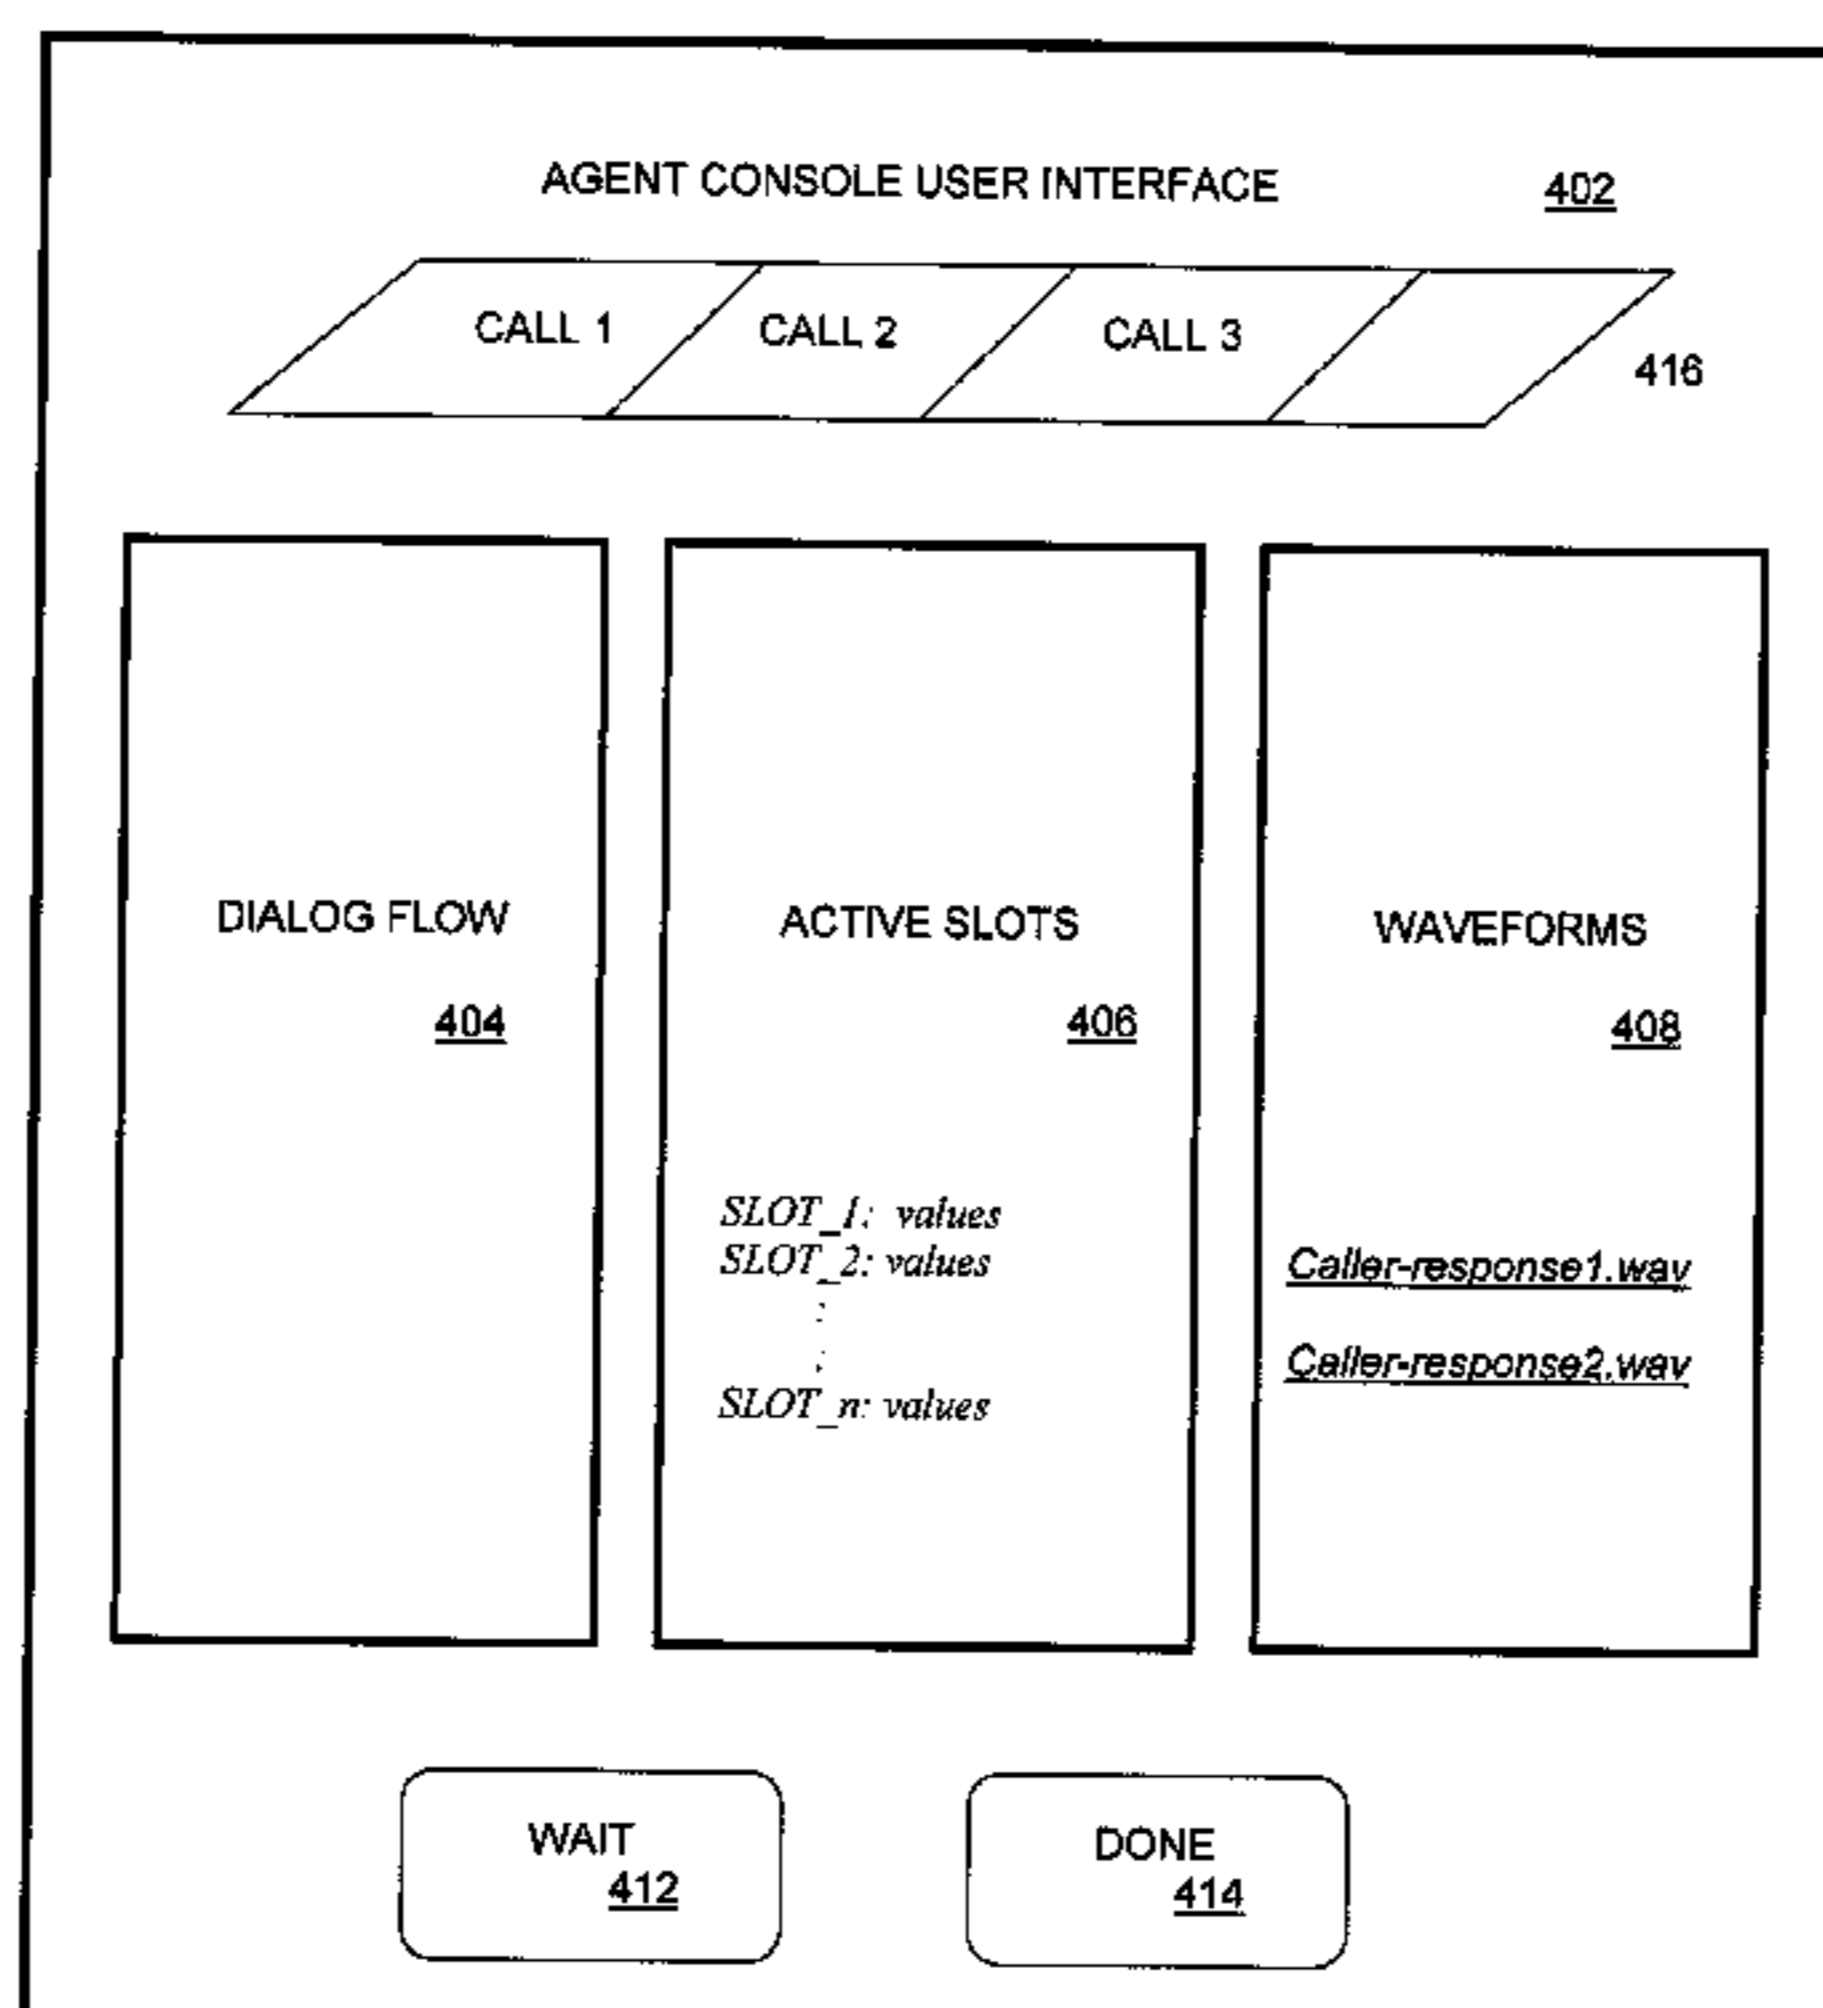 AGENT CONSOLE USER INTERFACE 402
CALL 1 CALL 2 CALL 3
416
DIALOG FLOW
404
ACTIVE SLOTS
406
SLOT_1: values
SLOT_2: values
:
:
SLOT_n: values
WAVEFORMS
408
Caller-response1.wav
Caller-response2.wav
WAIT
412
DONE
414